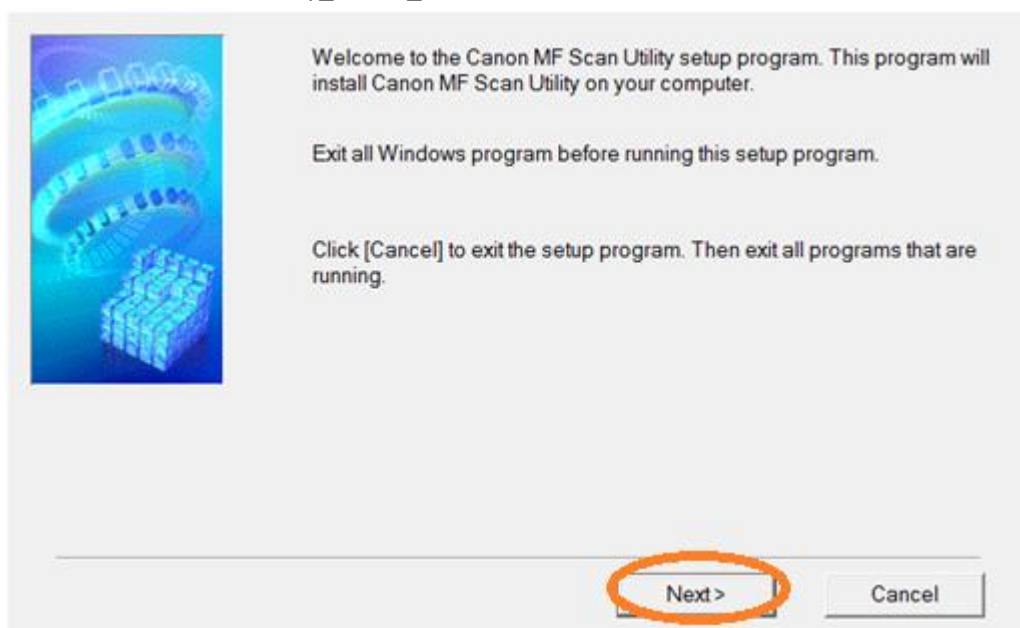 Welcome to the Canon MF Scan Utility setup program. This program will
install Canon MF Scan Utility on your computer.
Exit all Windows program before running this setup program.
Click [Cancel] to exit the setup program. Then exit all programs that are
running.
Next >
Cancel